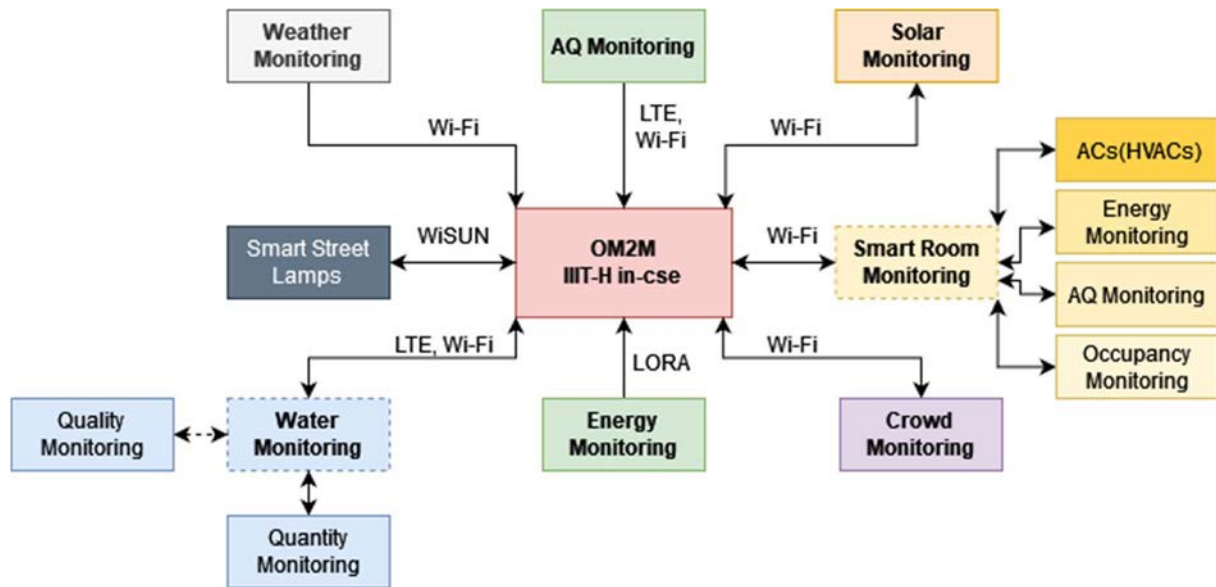 Weather
Monitoring
AQ Monitoring
Solar
Monitoring
Wi-Fi
LTE,
Wi-Fi
Wi-Fi
ACs(HVACs)
Energy
Monitoring
AQ Monitoring
Occupancy
Monitoring
Smart Street
Lamps
WiSUN
OM2M
IIIT-H in-cse
Wi-Fi
Smart Room
Monitoring
LTE, Wi-Fi
LORA
Wi-Fi
Quality
Monitoring
Water
Monitoring
Energy
Monitoring
Crowd
Monitoring
Quantity
Monitoring